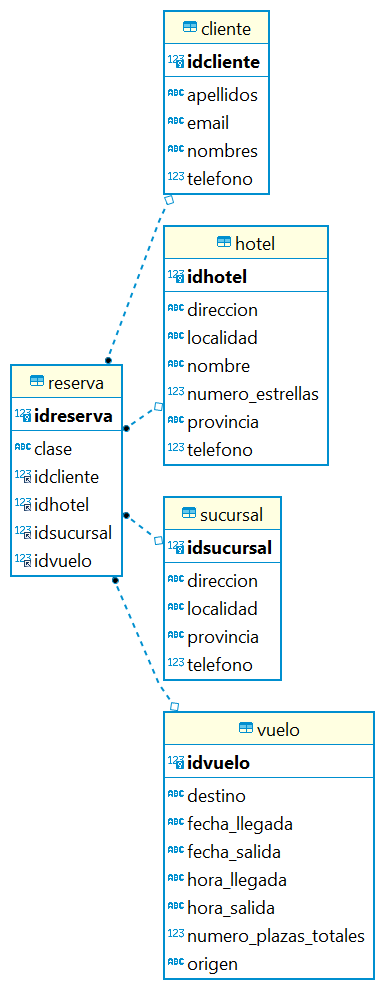 cliente
123 idcliente
ABC apellidos
ABC email
ABC nombres
123 telefono
hotel
123 idhotel
ABC direccion
ABC localidad
ABC nombre
123 numero_estrellas
ABC provincia
123 telefono
reserva
123 idreserva
ABC clase
123 idcliente
123 idhotel
123 idsucursal
123 idvuelo
sucursal
123 idsucursal
ABC direccion
ABC localidad
ABC provincia
123 telefono
vuelo
123 idvuelo
ABC destino
ABC fecha_llegada
ABC fecha_salida
ABC hora_llegada
ABC hora_salida
123 numero_plazas_totales
ABC origen